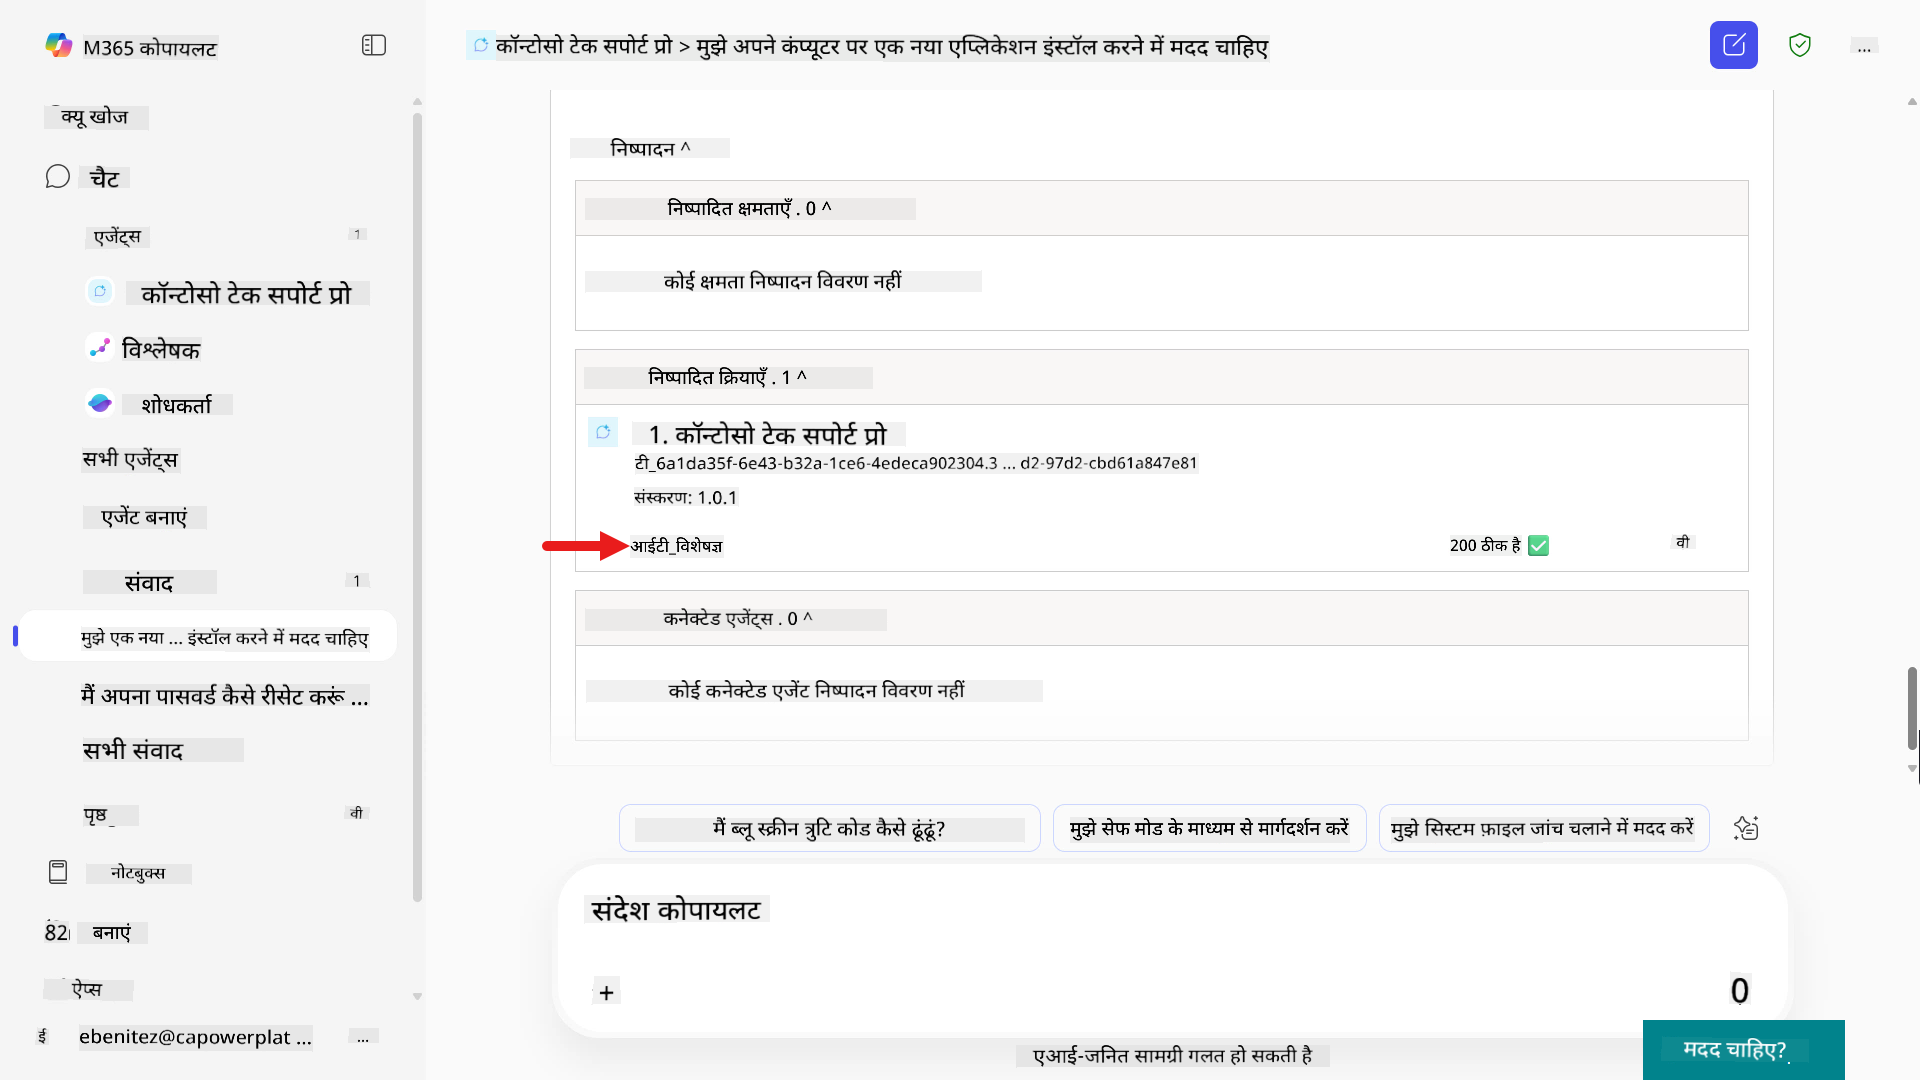 M365 कोपायलट
क्यू खोज
चैट
एजेंट्स 1
कॉन्टोसो टेक सपोर्ट प्रो
विश्लेषक
शोधकर्ता
सभी एजेंट्स
एजेंट बनाएं
संवाद 1
मुझे एक नया ... इंस्टॉल करने में मदद चाहिए
मैं अपना पासवर्ड कैसे रीसेट करूं ...
सभी संवाद
पृष्ठ_ वी
नोटबुक्स
82 बनाएं
ऐप्स
ई ebenitez@capowerplat ... ...
कॉन्टोसो टेक सपोर्ट प्रो > मुझे अपने कंप्यूटर पर एक नया एप्लिकेशन इंस्टॉल करने में मदद चाहिए ...
निष्पादन ^
निष्पादित क्षमताएँ . 0 ^
कोई क्षमता निष्पादन विवरण नहीं
निष्पादित क्रियाएँ . 1 ^
1. कॉन्टोसो टेक सपोर्ट प्रो
टी_6a1da35f-6e43-b32a-1ce6-4edeca902304.3 ... d2-97d2-cbd61a847e81
संस्करण: 1.0.1
आईटी_विशेषज्ञ 200 ठीक है ✅ वी
कनेक्टेड एजेंट्स . 0 ^
कोई कनेक्टेड एजेंट निष्पादन विवरण नहीं
मैं ब्लू स्क्रीन त्रुटि कोड कैसे ढूंढूं? मुझे सेफ मोड के माध्यम से मार्गदर्शन करें मुझे सिस्टम फ़ाइल जांच चलाने में मदद करें
संदेश कोपायलट
+ 0
एआई-जनित सामग्री गलत हो सकती है
मदद चाहिए?